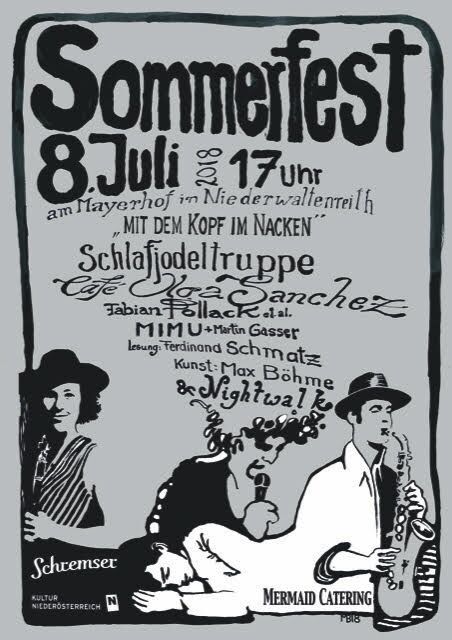 Sommerfest
8. Juli 2018 17 Uhr
am Mayerhof in Niederwaltenreith
„MIT DEM KOPF IM NACKEN"
Schlafjodeltruppe
Café Olga Sanchez
Fabian Pollack et.al.
MIMU + Martin Gasser
Lesung: Ferdinand Schmatz
Kunst: Max Böhme
& Nightwalk
Schremser
KULTUR
NIEDERÖSTERREICH N
MERMAID CATERING
MB18